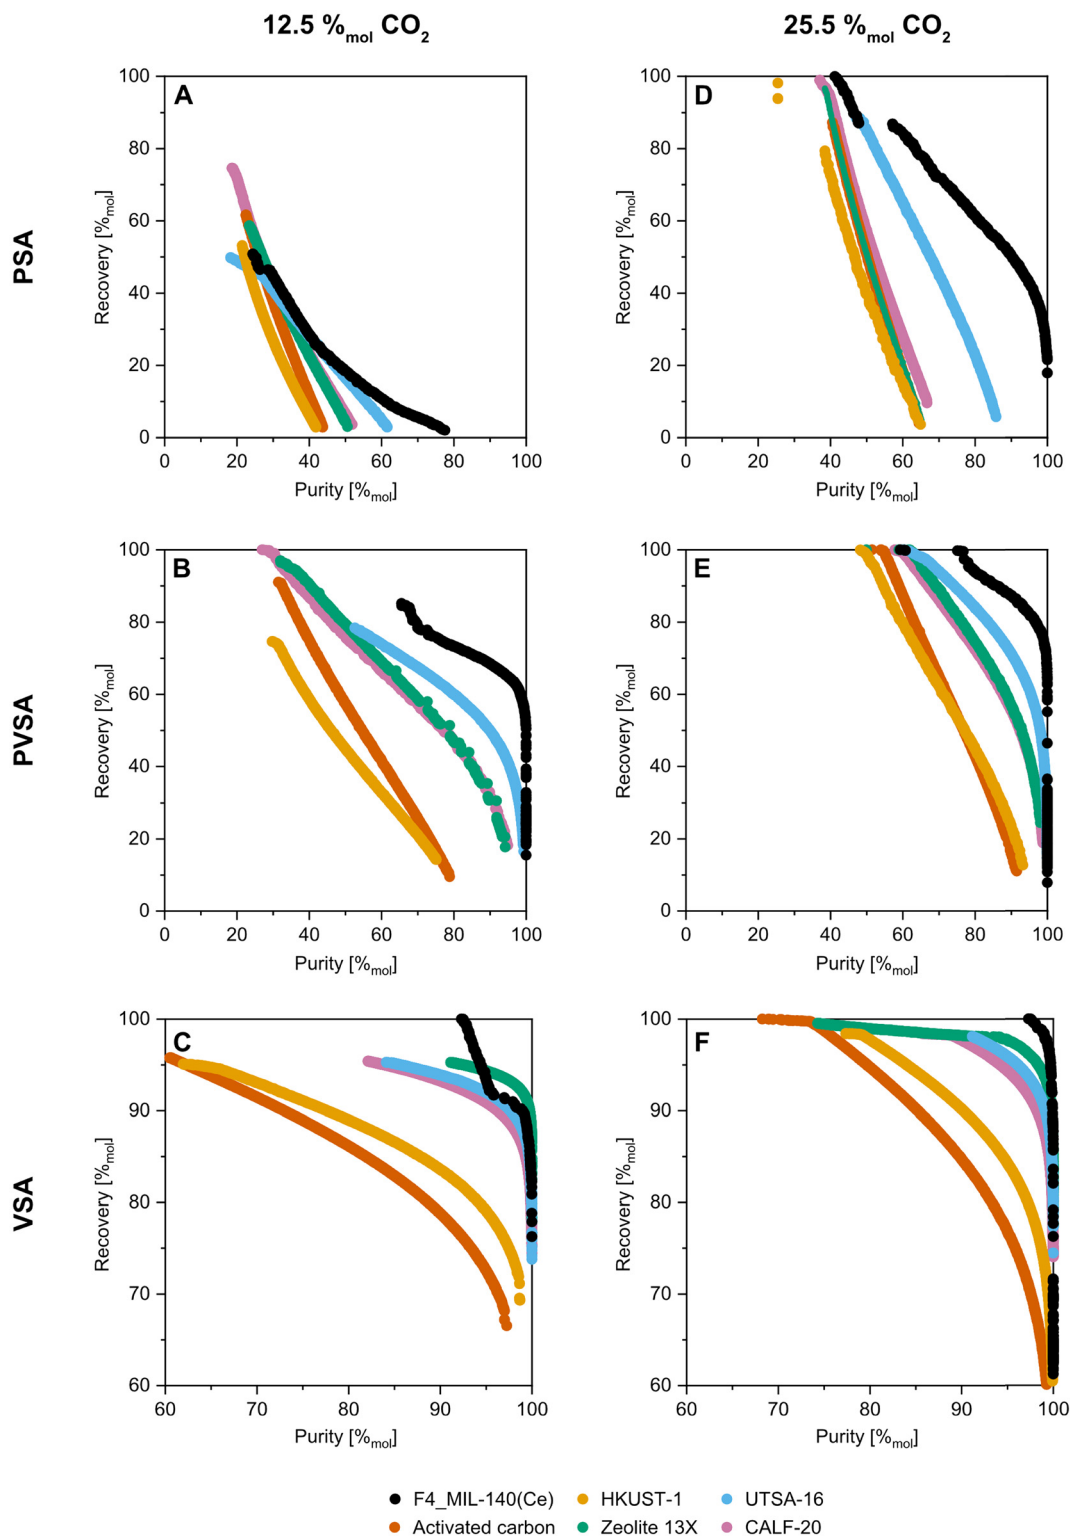 12.5 %mol CO2
25.5 %mol CO2
PSA
A
100
80
60
40
20
0
Recovery [%mol]
0 20 40 60 80 100
Purity [%mol]
D
100
80
60
40
20
0
Recovery [%mol]
0 20 40 60 80 100
Purity [%mol]
PVSA
B
100
80
60
40
20
0
Recovery [%mol]
0 20 40 60 80 100
Purity [%mol]
E
100
80
60
40
20
0
Recovery [%mol]
0 20 40 60 80 100
Purity [%mol]
VSA
C
100
90
80
70
60
Recovery [%mol]
60 70 80 90 100
Purity [%mol]
F
100
90
80
70
60
Recovery [%mol]
60 70 80 90 100
Purity [%mol]
F4_MIL-140(Ce) HKUST-1 UTSA-16
Activated carbon Zeolite 13X CALF-20